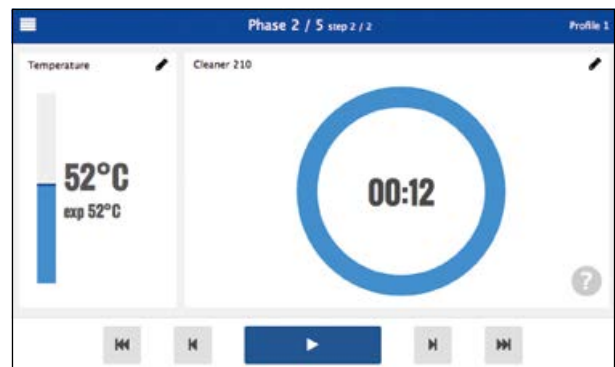 Phase 2 / 5 step 2 / 2
Profile 1
Temperature
Cleaner 210
52°C
exp 52°C
00:12
?